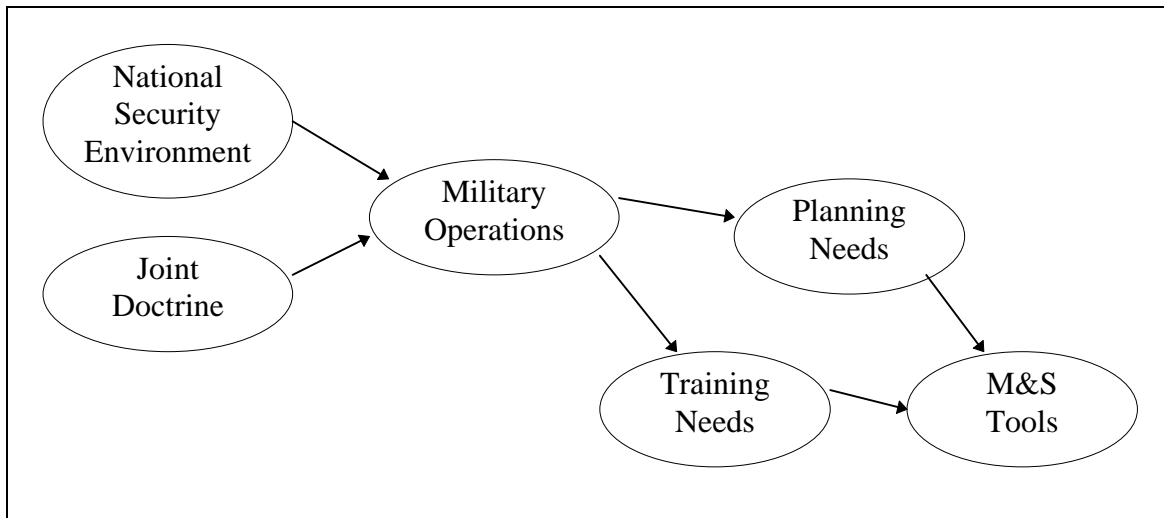 National
Security
Environment
Military
Operations
Planning
Needs
Joint
Doctrine
Training
Needs
M&S
Tools